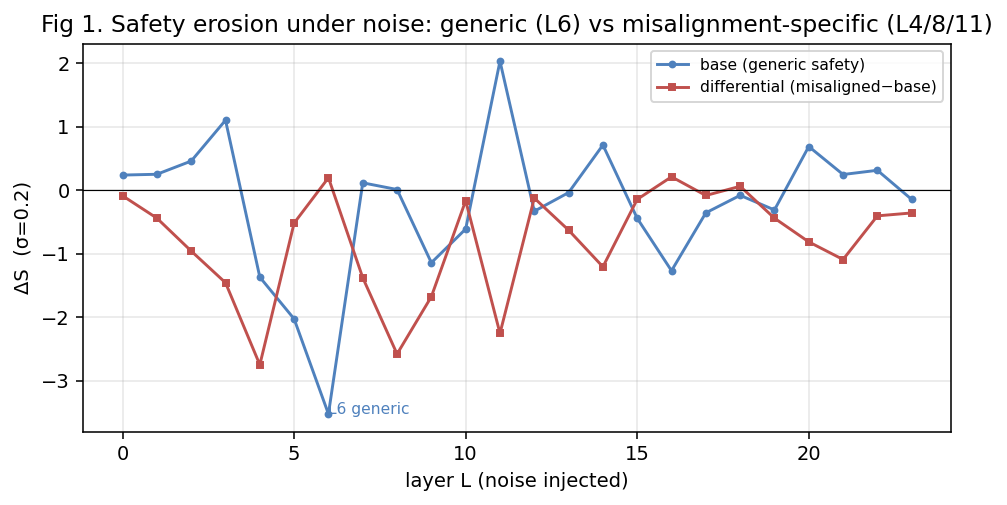 Fig 1. Safety erosion under noise: generic (L6) vs misalignment-specific (L4/8/11)
base (generic safety)
differential (misaligned−base)
ΔS (σ=0.2)
2
1
0
−1
−2
−3
L6 generic
0 5 10 15 20
layer L (noise injected)